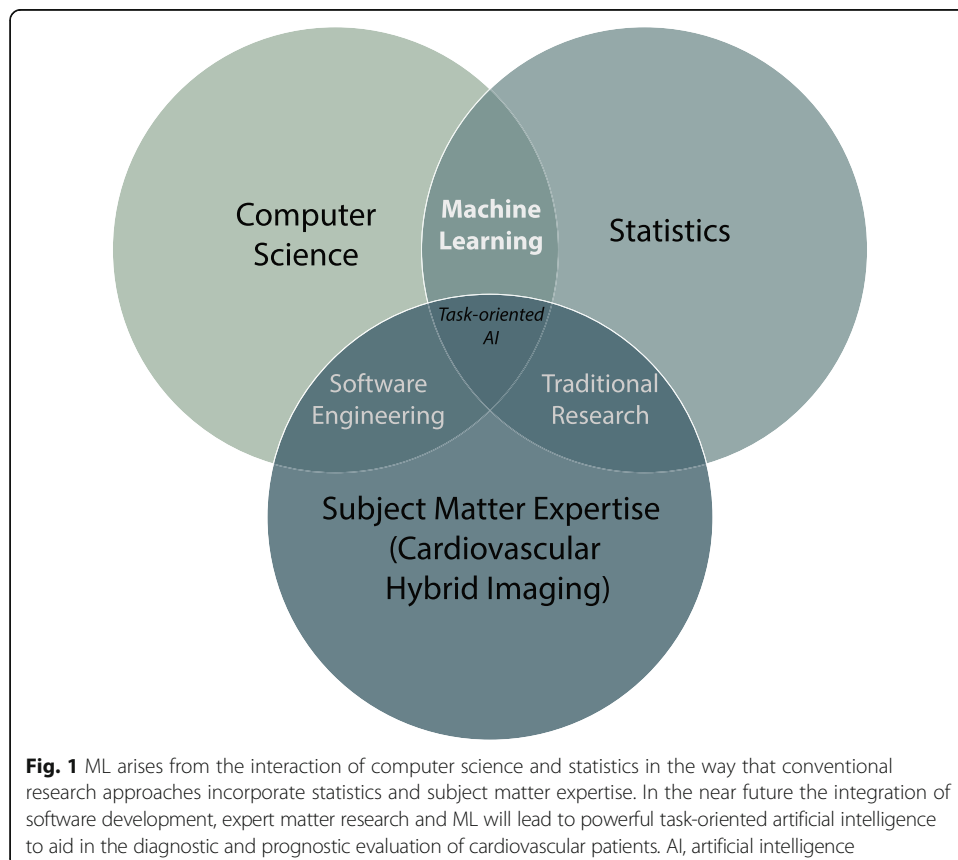 Computer
Science
Machine
Learning
Statistics
Task-oriented
AI
Software
Engineering
Traditional
Research
Subject Matter Expertise
(Cardiovascular
Hybrid Imaging)
Fig. 1 ML arises from the interaction of computer science and statistics in the way that conventional
research approaches incorporate statistics and subject matter expertise. In the near future the integration of
software development, expert matter research and ML will lead to powerful task-oriented artificial intelligence
to aid in the diagnostic and prognostic evaluation of cardiovascular patients. AI, artificial intelligence